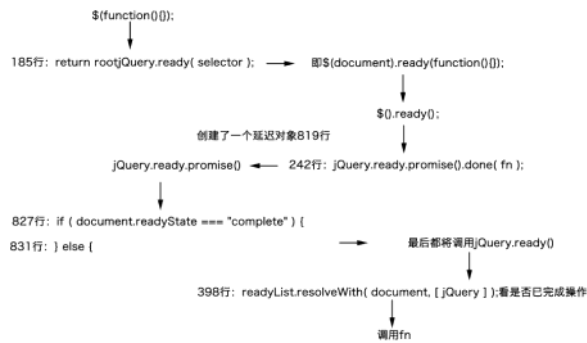 $(function(){});
185行：return rootjQuery.ready( selector );
即$(document).ready(function(){});
$().ready();
创建了一个延迟对象819行
jQuery.ready.promise()
242行：jQuery.ready.promise().done( fn );
827行：if ( document.readyState === "complete" ) {
831行：} else {
最后都将调用jQuery.ready()
398行：readyList.resolveWith( document, [ jQuery ] );看是否已完成操作
调用fn